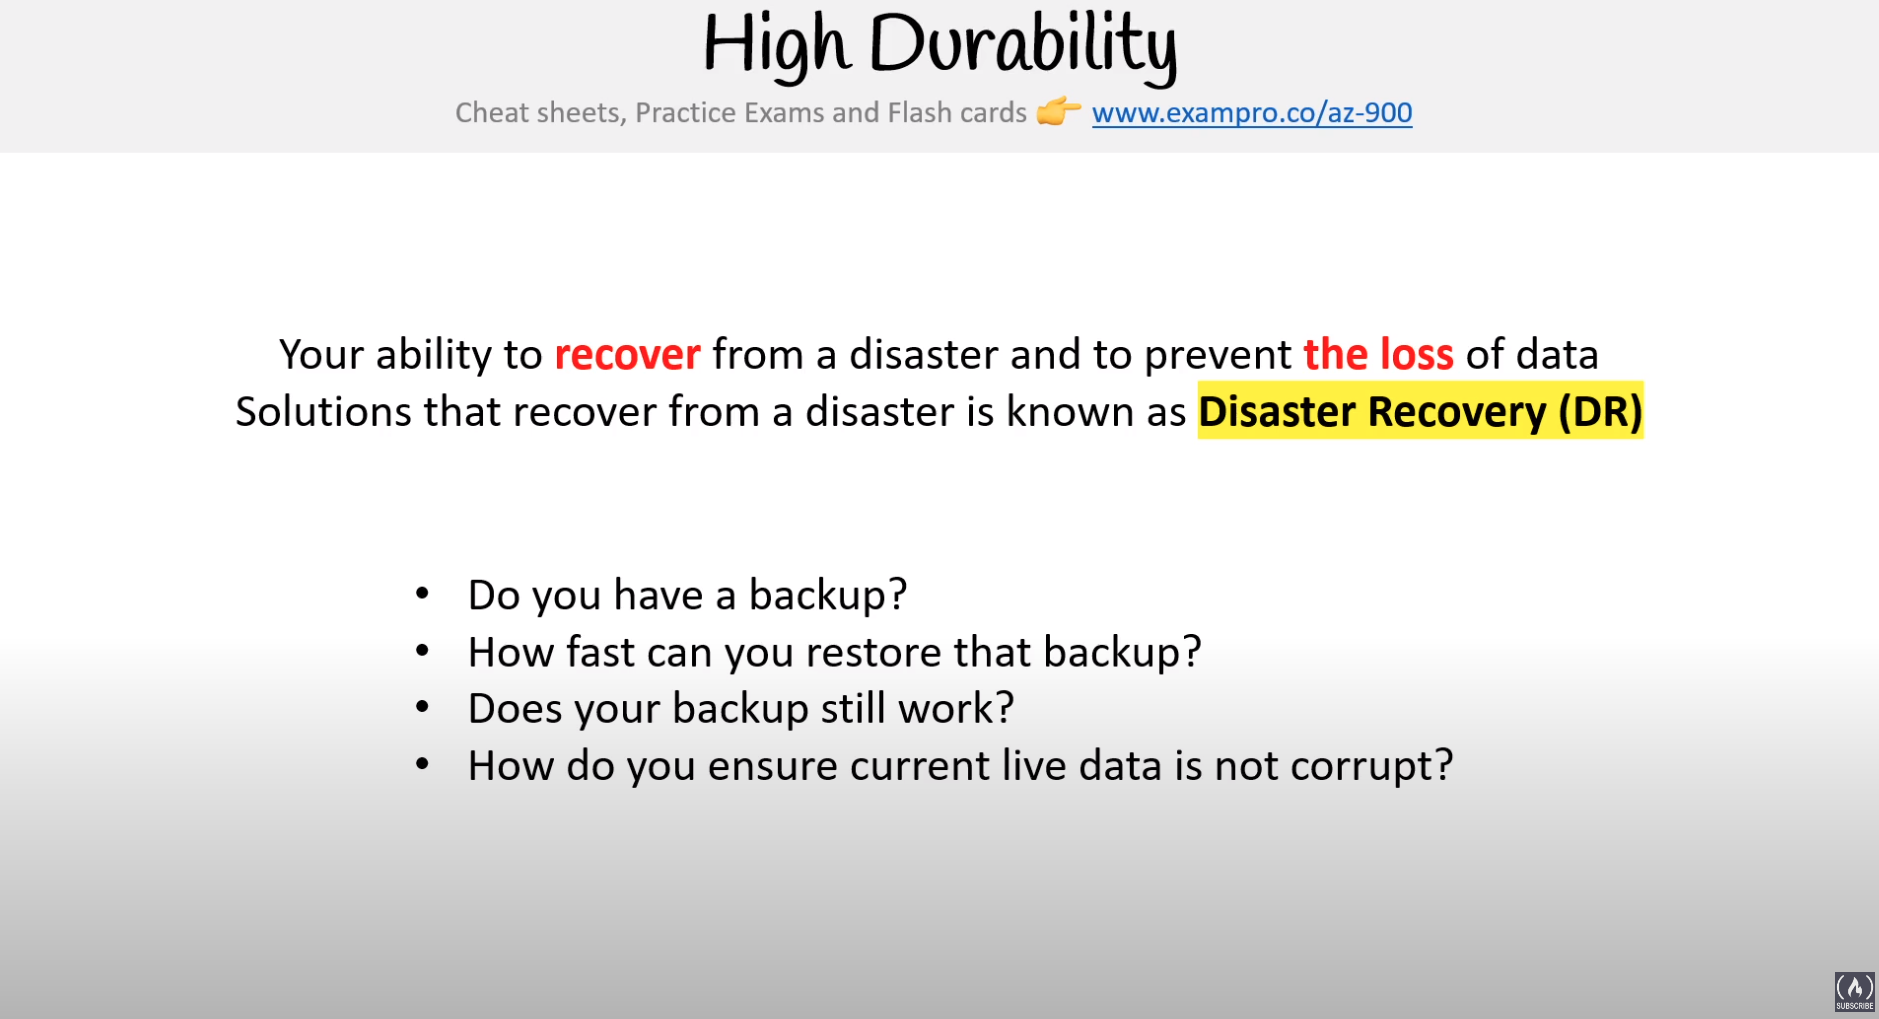 High Durability
Cheat sheets, Practice Exams and Flash cards 👉 www.exampro.co/az-900
Your ability to recover from a disaster and to prevent the loss of data
Solutions that recover from a disaster is known as Disaster Recovery (DR)
• Do you have a backup?
• How fast can you restore that backup?
• Does your backup still work?
• How do you ensure current live data is not corrupt?
SUBSCRIBE